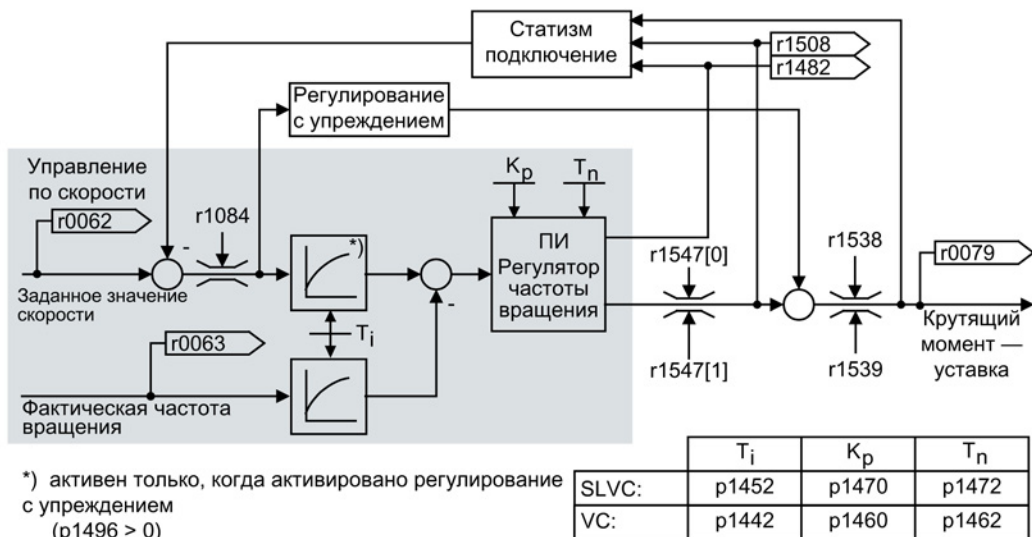 Статизм
подключение
r1508
r1482
Регулирование
с упреждением
Управление
по скорости
r0062
r1084
Kp
Tn
*)
ПИ
Регулятор
частоты
вращения
r1547[0]
r1538
r0079
-
Заданное значение
скорости
-
r0063
Ti
r1547[1]
r1539
Крутящий
момент —
уставка
Фактическая частота
вращения
*) активен только, когда активировано регулирование
с упреждением
(p1496 > 0)
Ti Kp Tn
SLVC: p1452 p1470 p1472
VC: p1442 p1460 p1462